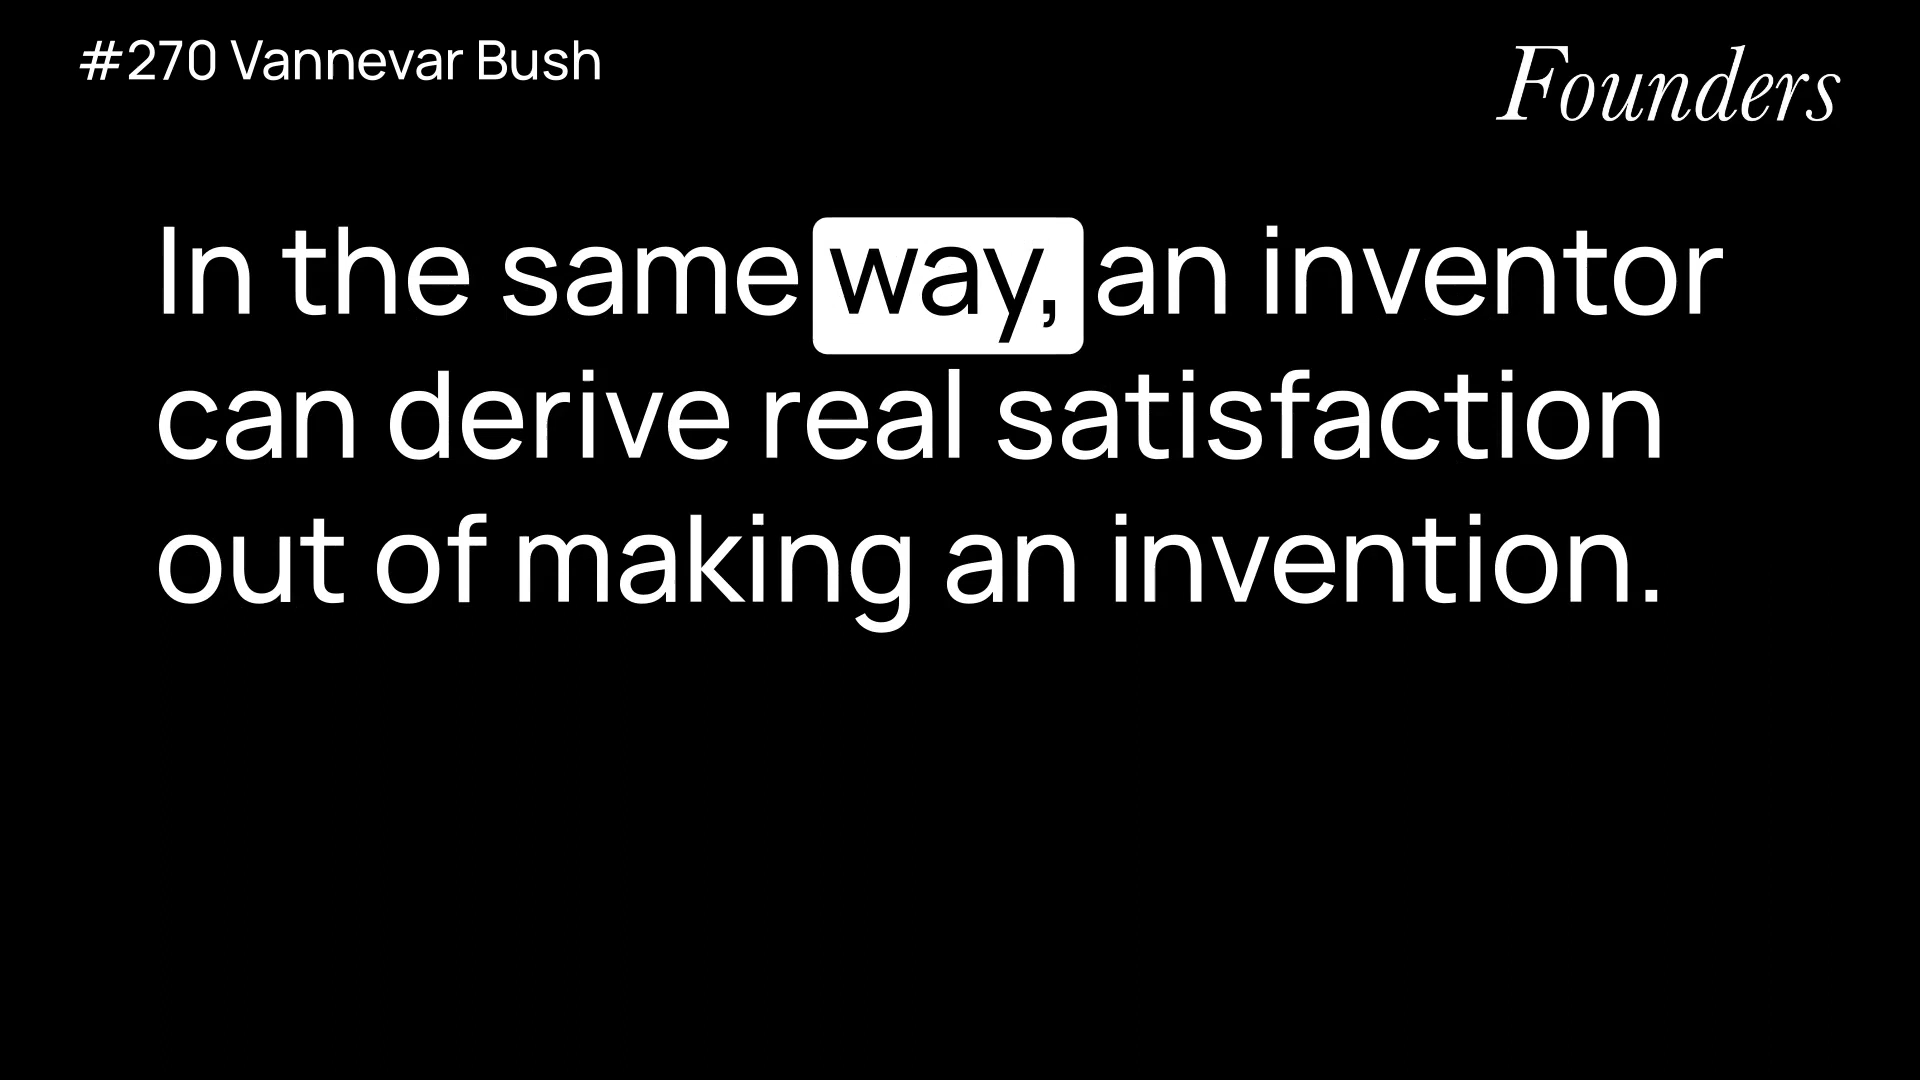 #270 Vannevar Bush
Founders
In the same way, an inventor
can derive real satisfaction
out of making an invention.